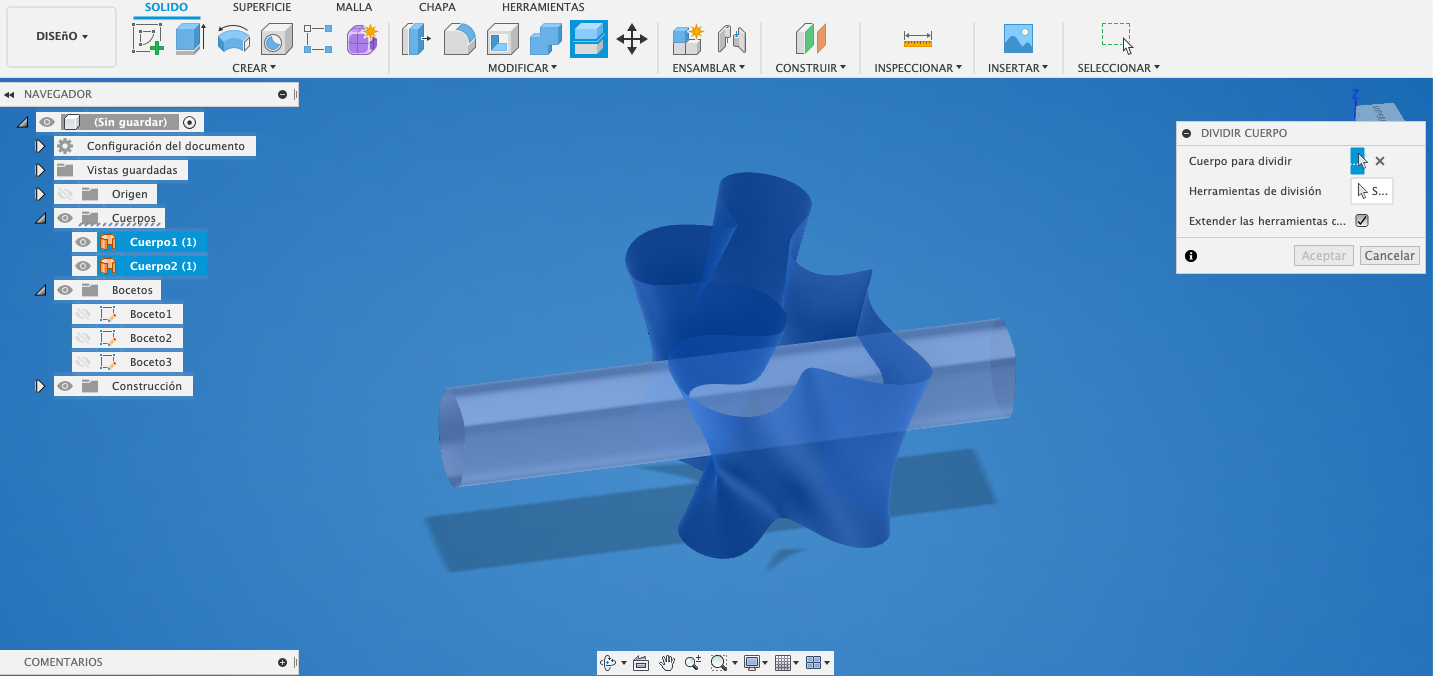 SOLIDO SUPERFICIE MALLA CHAPA HERRAMIENTAS
DISEñO
CREAR MODIFICAR ENSAMBLAR CONSTRUIR INSPECCIONAR INSERTAR SELECCIONAR
NAVEGADOR
(Sin guardar)
Configuración del documento
Vistas guardadas
Origen
Cuerpos
Cuerpo1 (1)
Cuerpo2 (1)
Bocetos
Boceto1
Boceto2
Boceto3
Construcción
Z
DIVIDIR CUERPO
Cuerpo para dividir
Herramientas de división S...
Extender las herramientas c...
Aceptar Cancelar
COMENTARIOS